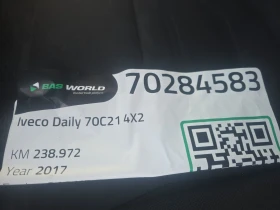 BAS WORLD
70284583
Iveco Daily 70C21 4X2
KM 238.972
Year 2017